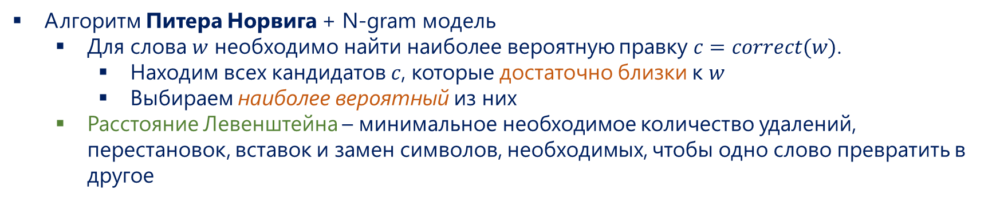 ▪ Алгоритм Питера Норвига + N-gram модель
▪ Для слова w необходимо найти наиболее вероятную правку c = correct(w).
▪ Находим всех кандидатов c, которые достаточно близки к w
▪ Выбираем наиболее вероятный из них
▪ Расстояние Левенштейна – минимальное необходимое количество удалений,
перестановок, вставок и замен символов, необходимых, чтобы одно слово превратить в
другое